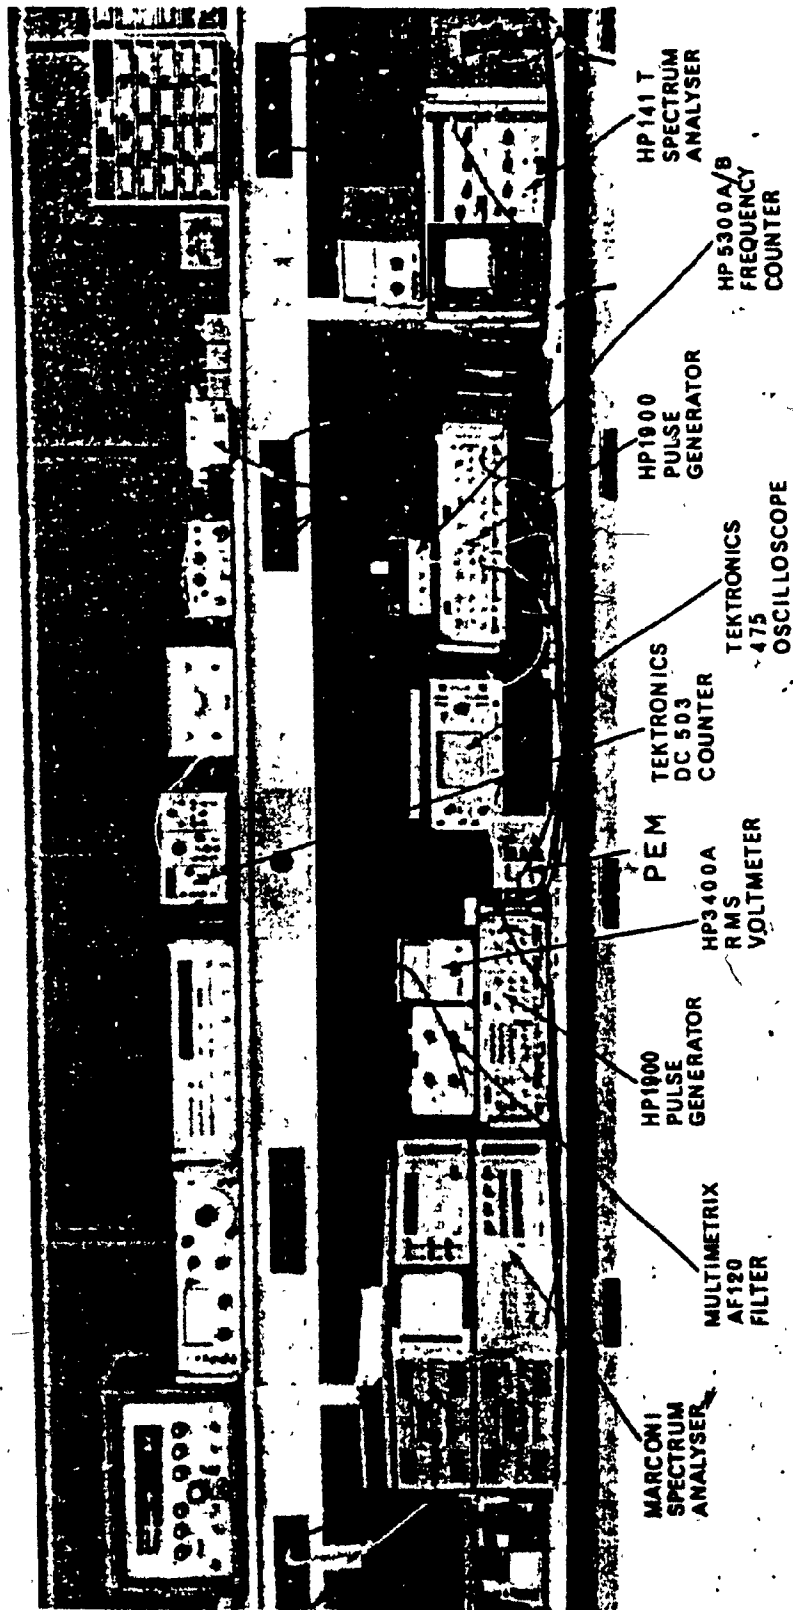 MARCONI
SPECTRUM
ANALYSER
MULTIMETRIX
AF120
FILTER
HP1900
PULSE
GENERATOR
HP3400A
RMS
VOLTMETER
PEM
TEKTRONICS
DC 503
COUNTER
TEKTRONICS
475
OSCILLOSCOPE
HP1900
PULSE
GENERATOR
HP 5300A/B
FREQUENCY
COUNTER
HP141T
SPECTRUM
ANALYSER